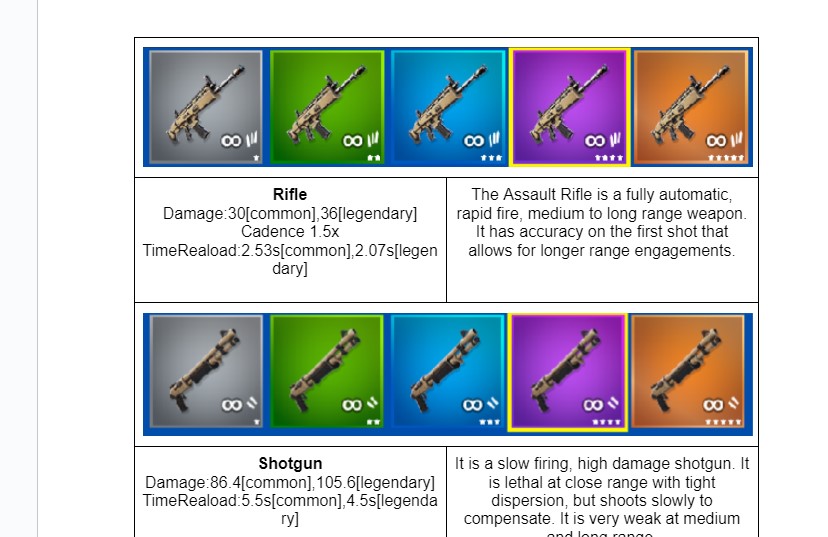 Rifle
Damage:30[common],36[legendary]
Cadence 1.5x
TimeReaload:2.53s[common],2.07s[legen
dary]
The Assault Rifle is a fully automatic,
rapid fire, medium to long range weapon.
It has accuracy on the first shot that
allows for longer range engagements.
Shotgun
Damage:86.4[common],105.6[legendary]
TimeReaload:5.5s[common],4.5s[legenda
ry]
It is a slow firing, high damage shotgun. It
is lethal at close range with tight
dispersion, but shoots slowly to
compensate. It is very weak at medium
and long range